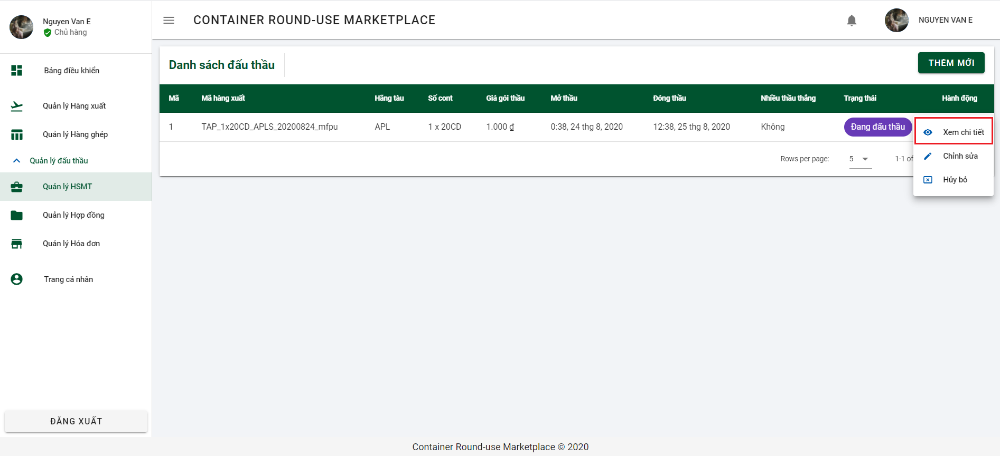 Nguyen Van E
Chủ hàng
CONTAINER ROUND-USE MARKETPLACE
NGUYEN VAN E
Bảng điều khiển
Quản lý Hàng xuất
Quản lý Hàng ghép
Quản lý đấu thầu
Quản lý HSMT
Quản lý Hợp đồng
Quản lý Hóa đơn
Trang cá nhân
ĐĂNG XUẤT
Danh sách đấu thầu
THÊM MỚI
Mã Mã hàng xuất Hãng tàu Số cont Giá gói thầu Mở thầu Đóng thầu Nhiều thầu thắng Trạng thái Hành động
1 TAP_1x20CD_APLS_20200824_mfpu APL 1 x 20CD 1.000 ₫ 0:38, 24 thg 8, 2020 12:38, 25 thg 8, 2020 Không Đang đấu thầu
Xem chi tiết
Chỉnh sửa
Hủy bỏ
Rows per page: 5 1-1 of
Container Round-use Marketplace © 2020